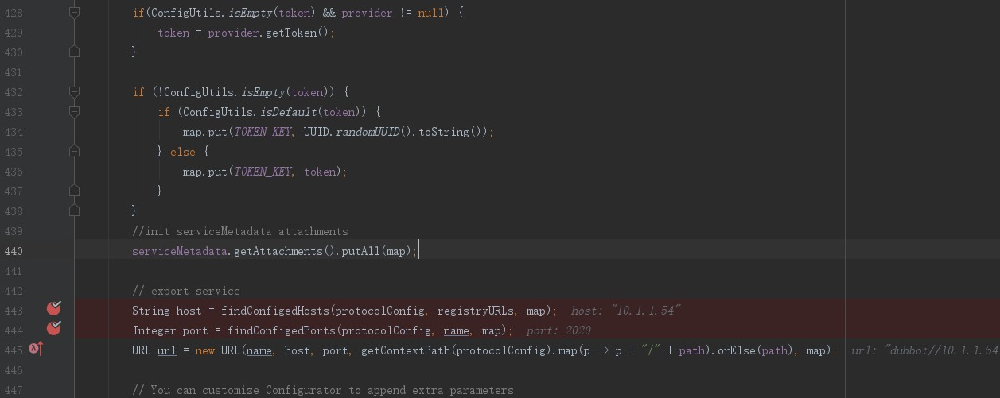 428 if(ConfigUtils.isEmpty(token) && provider != null) {
429 token = provider.getToken();
430 }
431
432 if (!ConfigUtils.isEmpty(token)) {
433 if (ConfigUtils.isDefault(token)) {
434 map.put(TOKEN_KEY, UUID.randomUUID().toString());
435 } else {
436 map.put(TOKEN_KEY, token);
437 }
438 }
439 //init serviceMetadata attachments
440 serviceMetadata.getAttachments().putAll(map);
441
442 // export service
443 String host = findConfigedHosts(protocolConfig, registryURLs, map); host: "10.1.1.54"
444 Integer port = findConfigedPorts(protocolConfig, name, map); port: 2020
445 URL url = new URL(name, host, port, getContextPath(protocolConfig).map(p -> p + "/" + path).orElse(path), map); url: "dubbo://10.1.1.54
446
447 // You can customize Configurator to append extra parameters